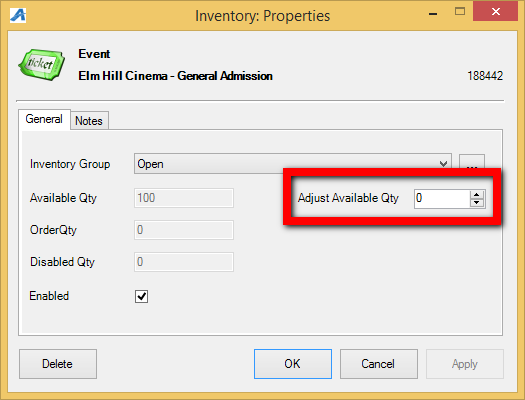 Inventory: Properties
ticket
Event
Elm Hill Cinema - General Admission
188442
General
Notes
Inventory Group
Open
...
Available Qty
100
Adjust Available Qty
0
OrderQty
0
Disabled Qty
0
Enabled
Delete
OK
Cancel
Apply